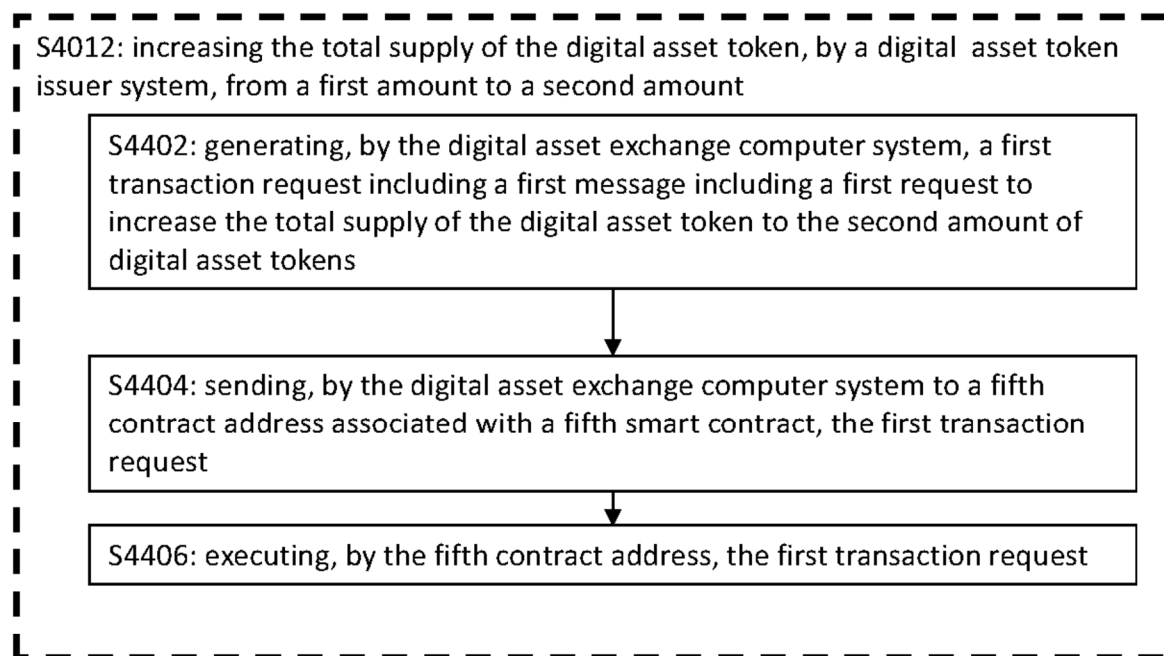 S4012: increasing the total supply of the digital asset token, by a digital asset token
issuer system, from a first amount to a second amount
S4402: generating, by the digital asset exchange computer system, a first
transaction request including a first message including a first request to
increase the total supply of the digital asset token to the second amount of
digital asset tokens
S4404: sending, by the digital asset exchange computer system to a fifth
contract address associated with a fifth smart contract, the first transaction
request
S4406: executing, by the fifth contract address, the first transaction request